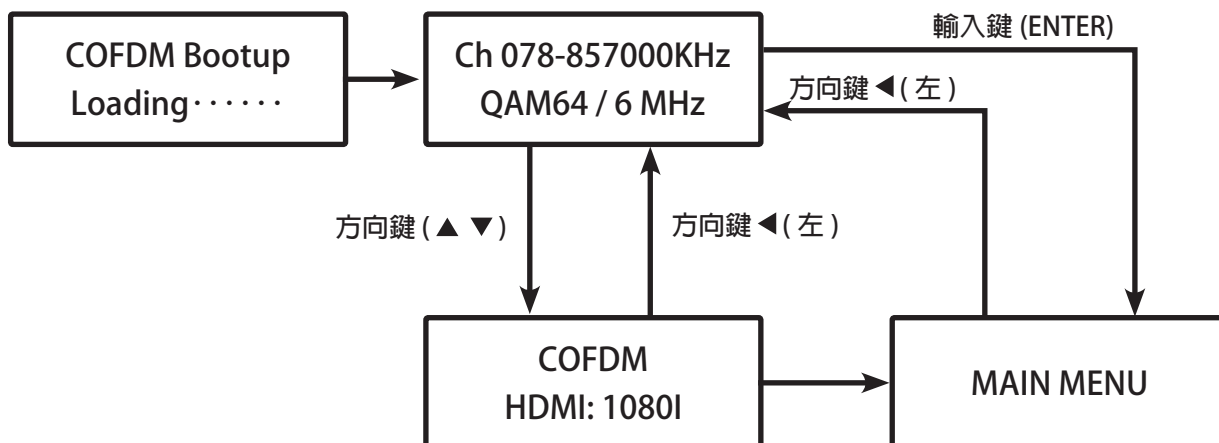 COFDM Bootup
Loading······
Ch 078-857000KHz
QAM64 / 6 MHz
輸入鍵 (ENTER)
方向鍵 ◀( 左 )
方向鍵 ( ▲ ▼ )
方向鍵 ◀( 左 )
COFDM
HDMI: 1080I
MAIN MENU